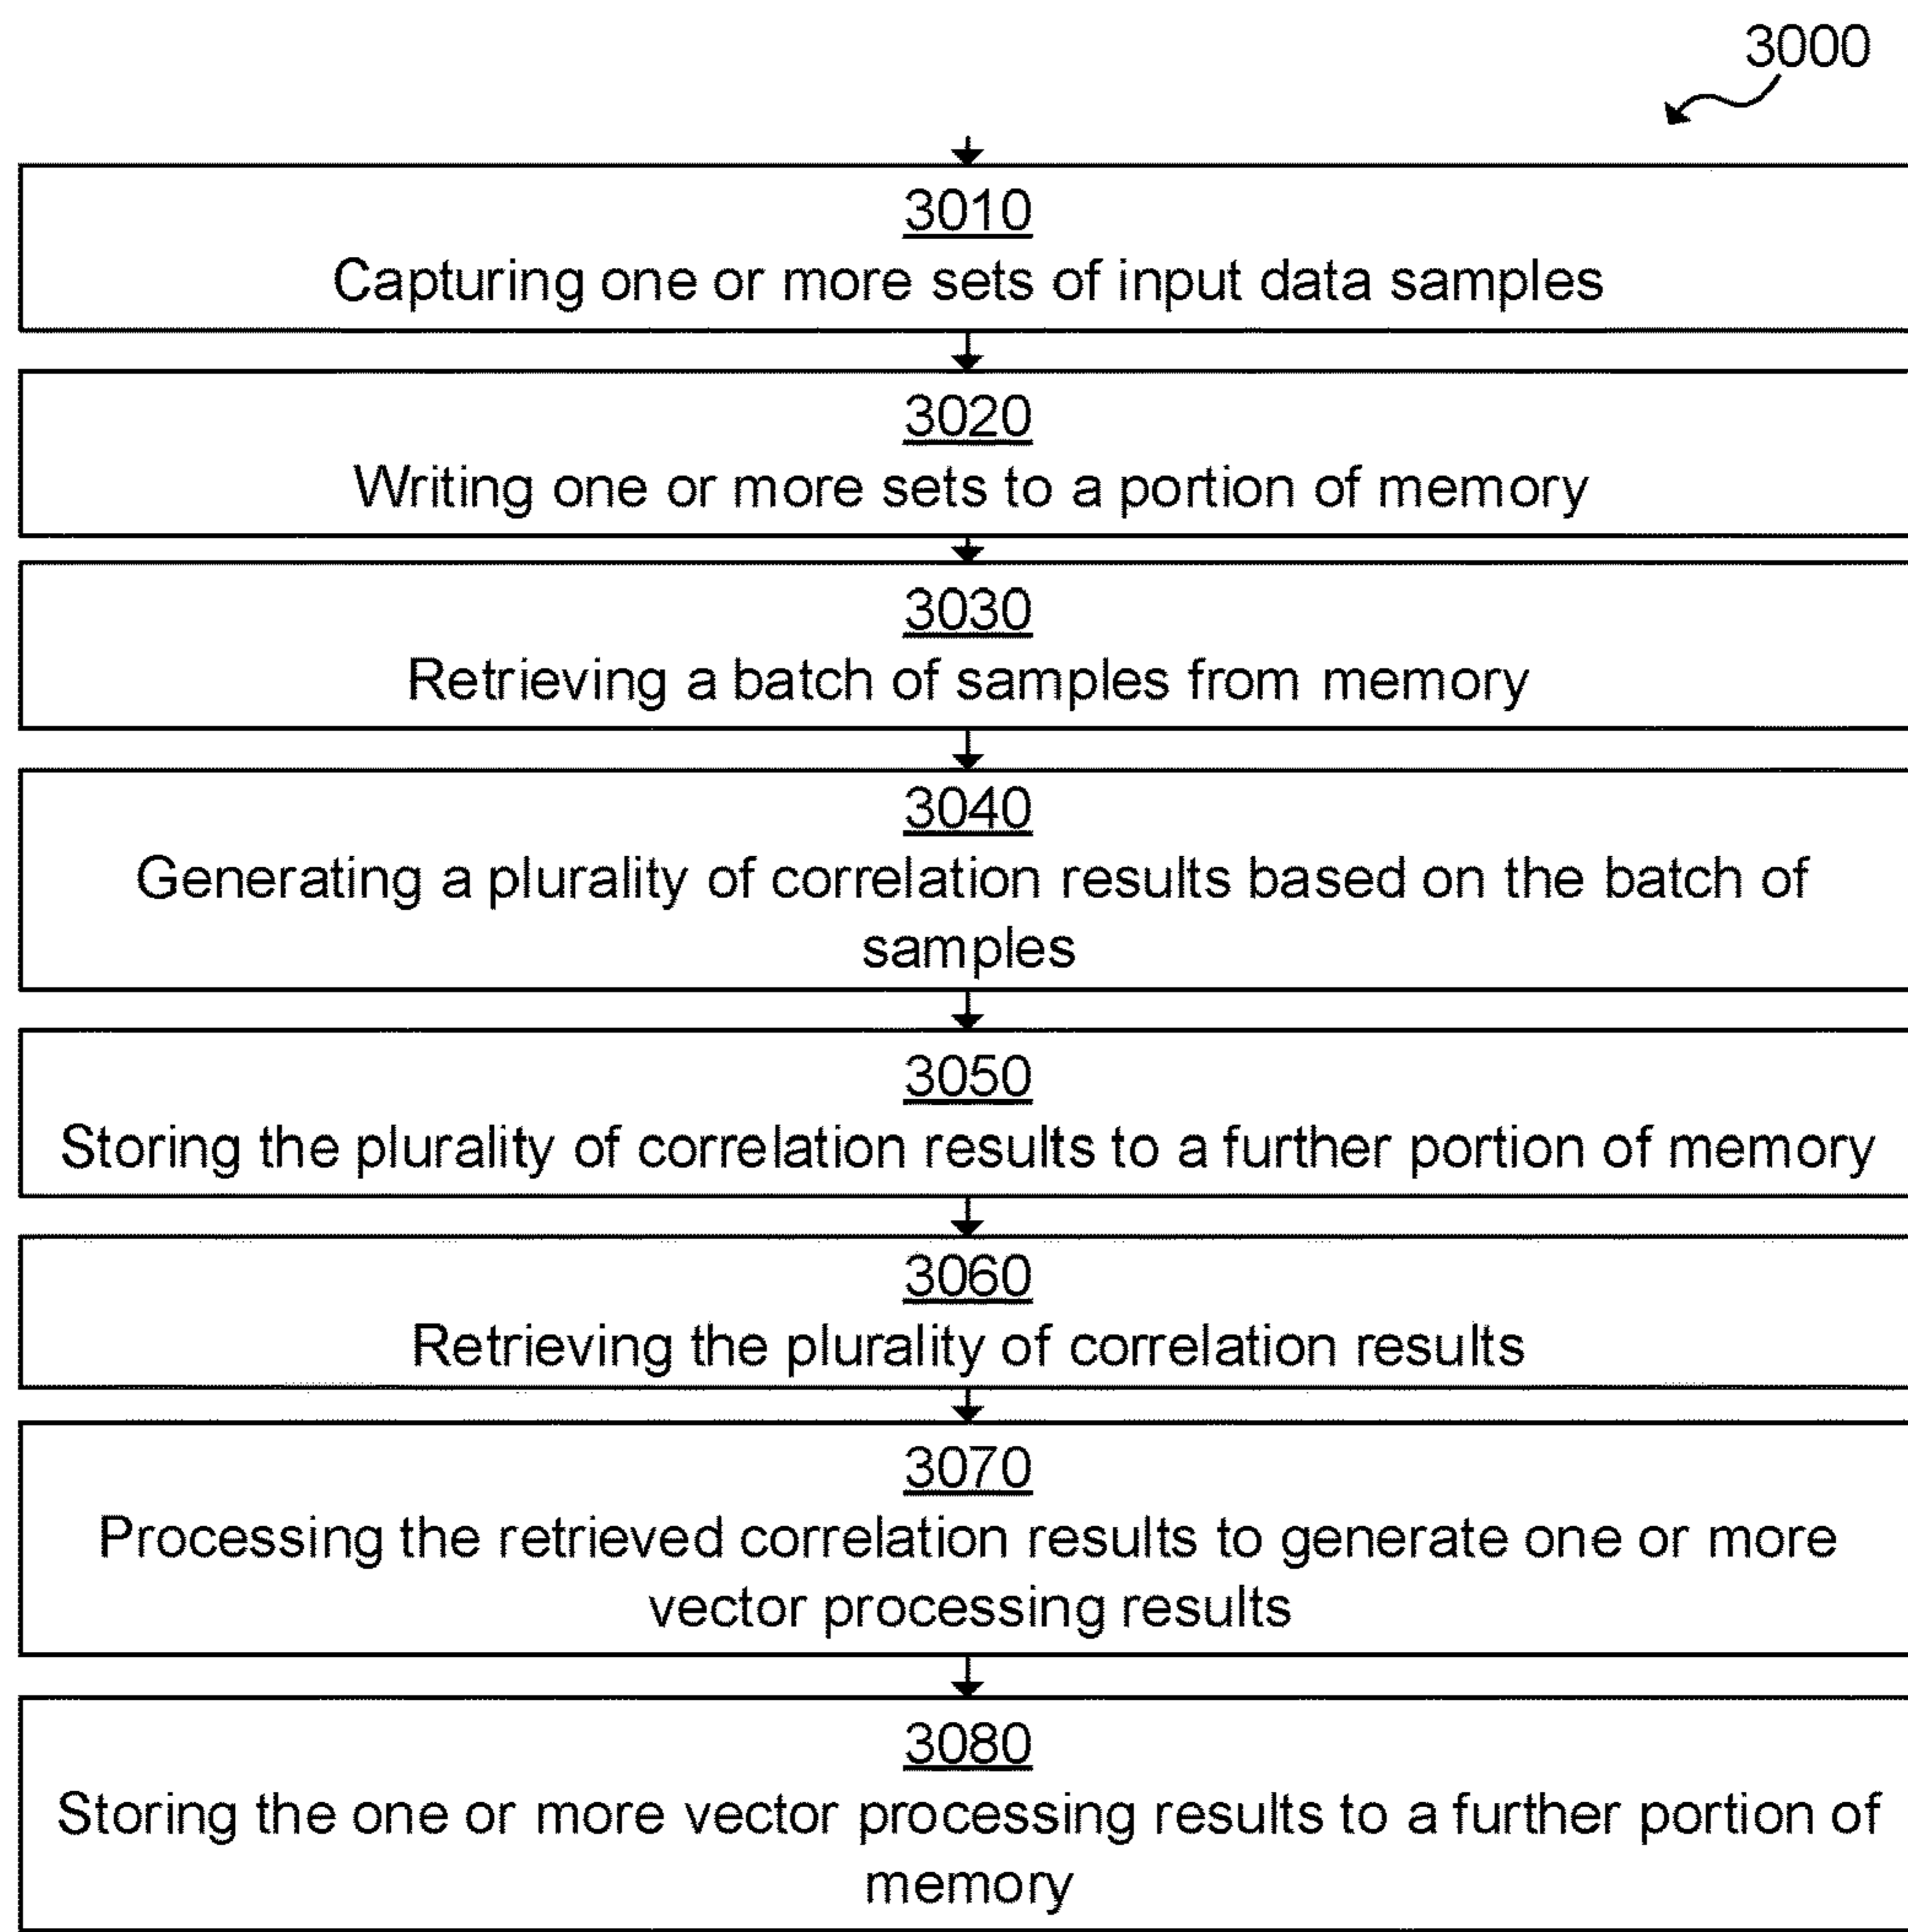 3000
3010
Capturing one or more sets of input data samples
3020
Writing one or more sets to a portion of memory
3030
Retrieving a batch of samples from memory
3040
Generating a plurality of correlation results based on the batch of
samples
3050
Storing the plurality of correlation results to a further portion of memory
3060
Retrieving the plurality of correlation results
3070
Processing the retrieved correlation results to generate one or more
vector processing results
3080
Storing the one or more vector processing results to a further portion of
memory